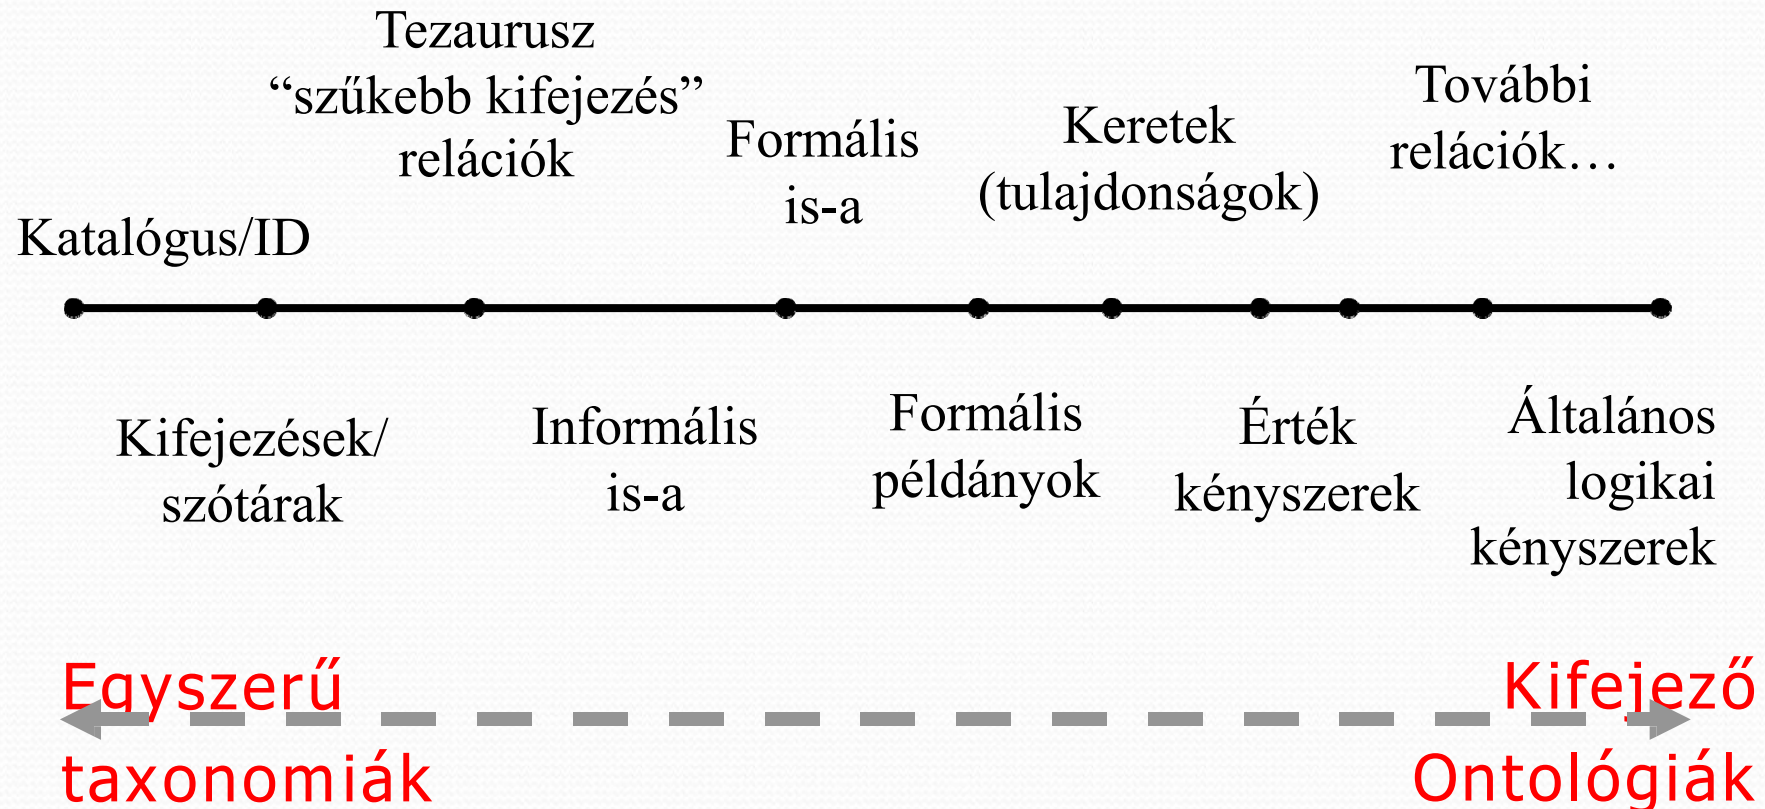 Tezaurusz
“szűkebb kifejezés”
relációk
Formális
is-a
Keretek
(tulajdonságok)
További
relációk…
Katalógus/ID
Kifejezések/
szótárak
Informális
is-a
Formális
példányok
Érték
kényszerek
Általános
logikai
kényszerek
Egyszerű
taxonomiák
Kifejező
Ontológiák